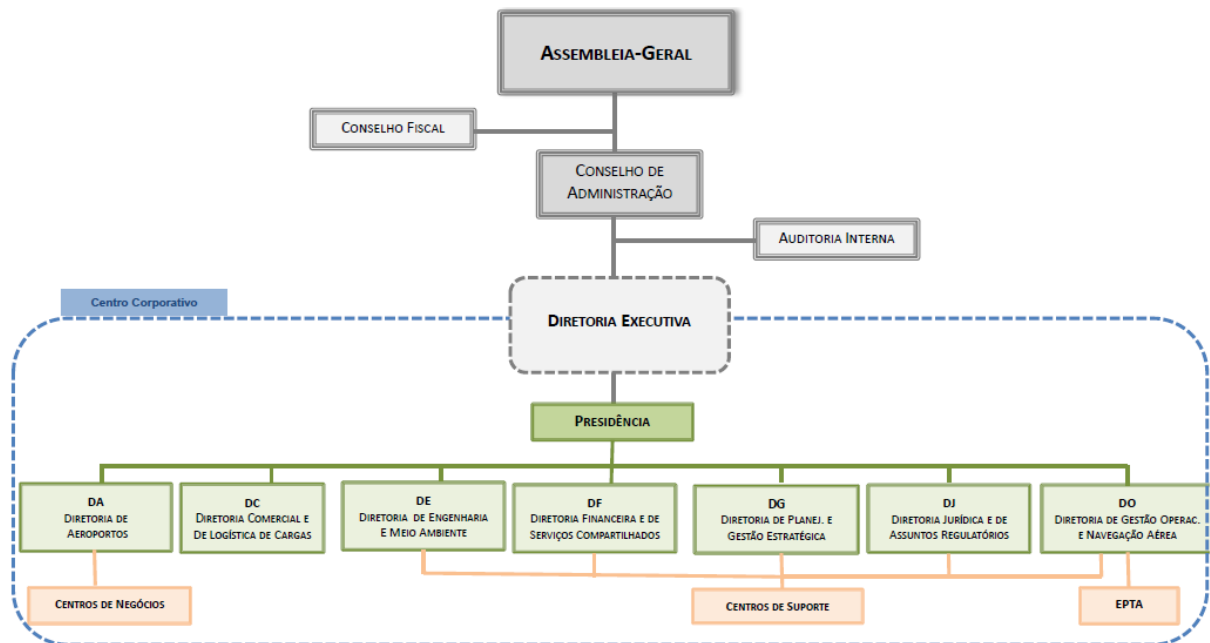 ASSEMBLEIA-GERAL
CONSELHO FISCAL
CONSELHO DE
ADMINISTRAÇÃO
AUDITORIA INTERNA
Centro Corporativo
DIRETORIA EXECUTIVA
PRESIDÊNCIA
DA
DIRETORIA DE
AEROPORTOS
DC
DIRETORIA COMERCIAL E
DE LOGÍSTICA DE CARGAS
DE
DIRETORIA DE ENGENHARIA
E MEIO AMBIENTE
DF
DIRETORIA FINANCEIRA E DE
SERVIÇOS COMPARTILHADOS
DG
DIRETORIA DE PLANEJ. E
GESTÃO ESTRATÉGICA
DJ
DIRETORIA JURÍDICA E DE
ASSUNTOS REGULATÓRIOS
DO
DIRETORIA DE GESTÃO OPERAC.
E NAVEGAÇÃO AÉREA
CENTROS DE NEGÓCIOS
CENTROS DE SUPORTE
EPTA